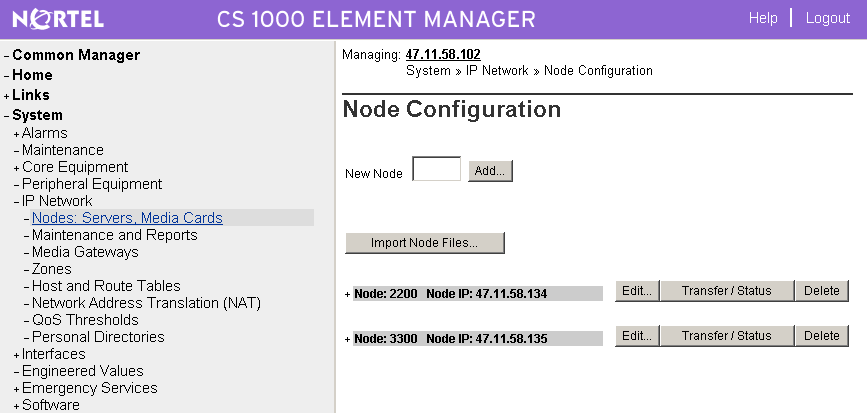 NORTEL CS 1000 ELEMENT MANAGER Help | Logout
– Common Manager
– Home
+ Links
– System
+ Alarms
– Maintenance
+ Core Equipment
– Peripheral Equipment
– IP Network
– Nodes: Servers, Media Cards
– Maintenance and Reports
– Media Gateways
– Zones
– Host and Route Tables
– Network Address Translation (NAT)
– QoS Thresholds
– Personal Directories
+ Interfaces
– Engineered Values
+ Emergency Services
+ Software
Managing: 47.11.58.102
System » IP Network » Node Configuration
Node Configuration
New Node Add...
Import Node Files...
+ Node: 2200 Node IP: 47.11.58.134 Edit... Transfer / Status Delete
+ Node: 3300 Node IP: 47.11.58.135 Edit... Transfer / Status Delete